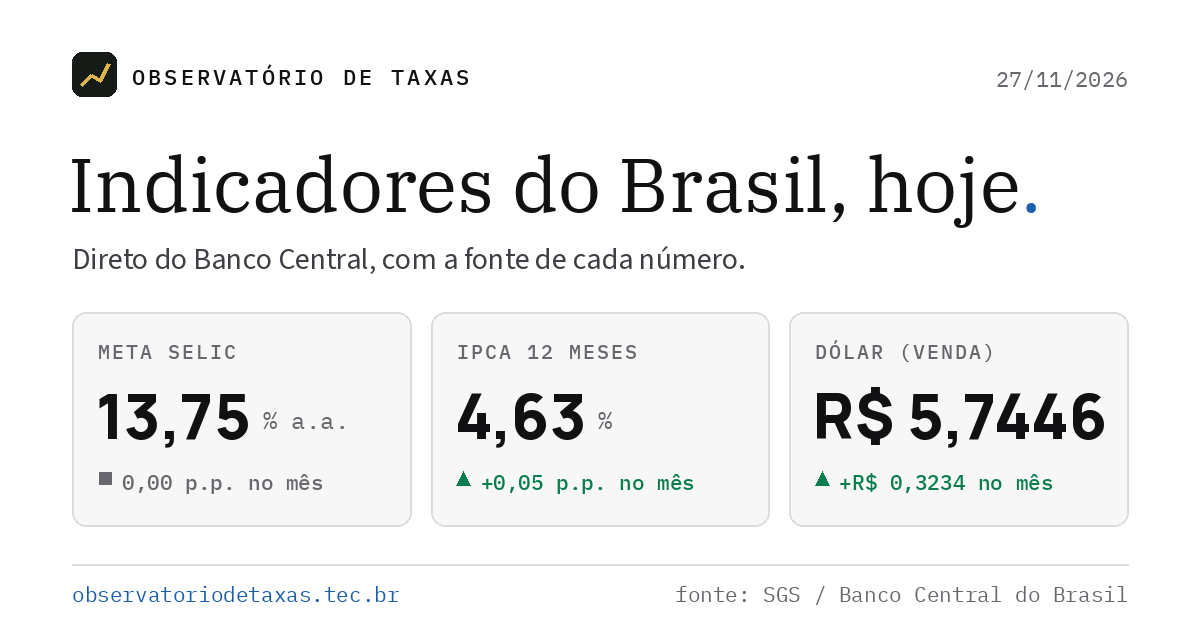 OBSERVATÓRIO DE TAXAS
27/11/2026
Indicadores do Brasil, hoje.
Direto do Banco Central, com a fonte de cada número.
META SELIC
13,75 % a.a.
0,00 p.p. no mês
IPCA 12 MESES
4,63 %
+0,05 p.p. no mês
DÓLAR (VENDA)
R$ 5,7446
+R$ 0,3234 no mês
observatoriodetaxas.tec.br
fonte: SGS / Banco Central do Brasil